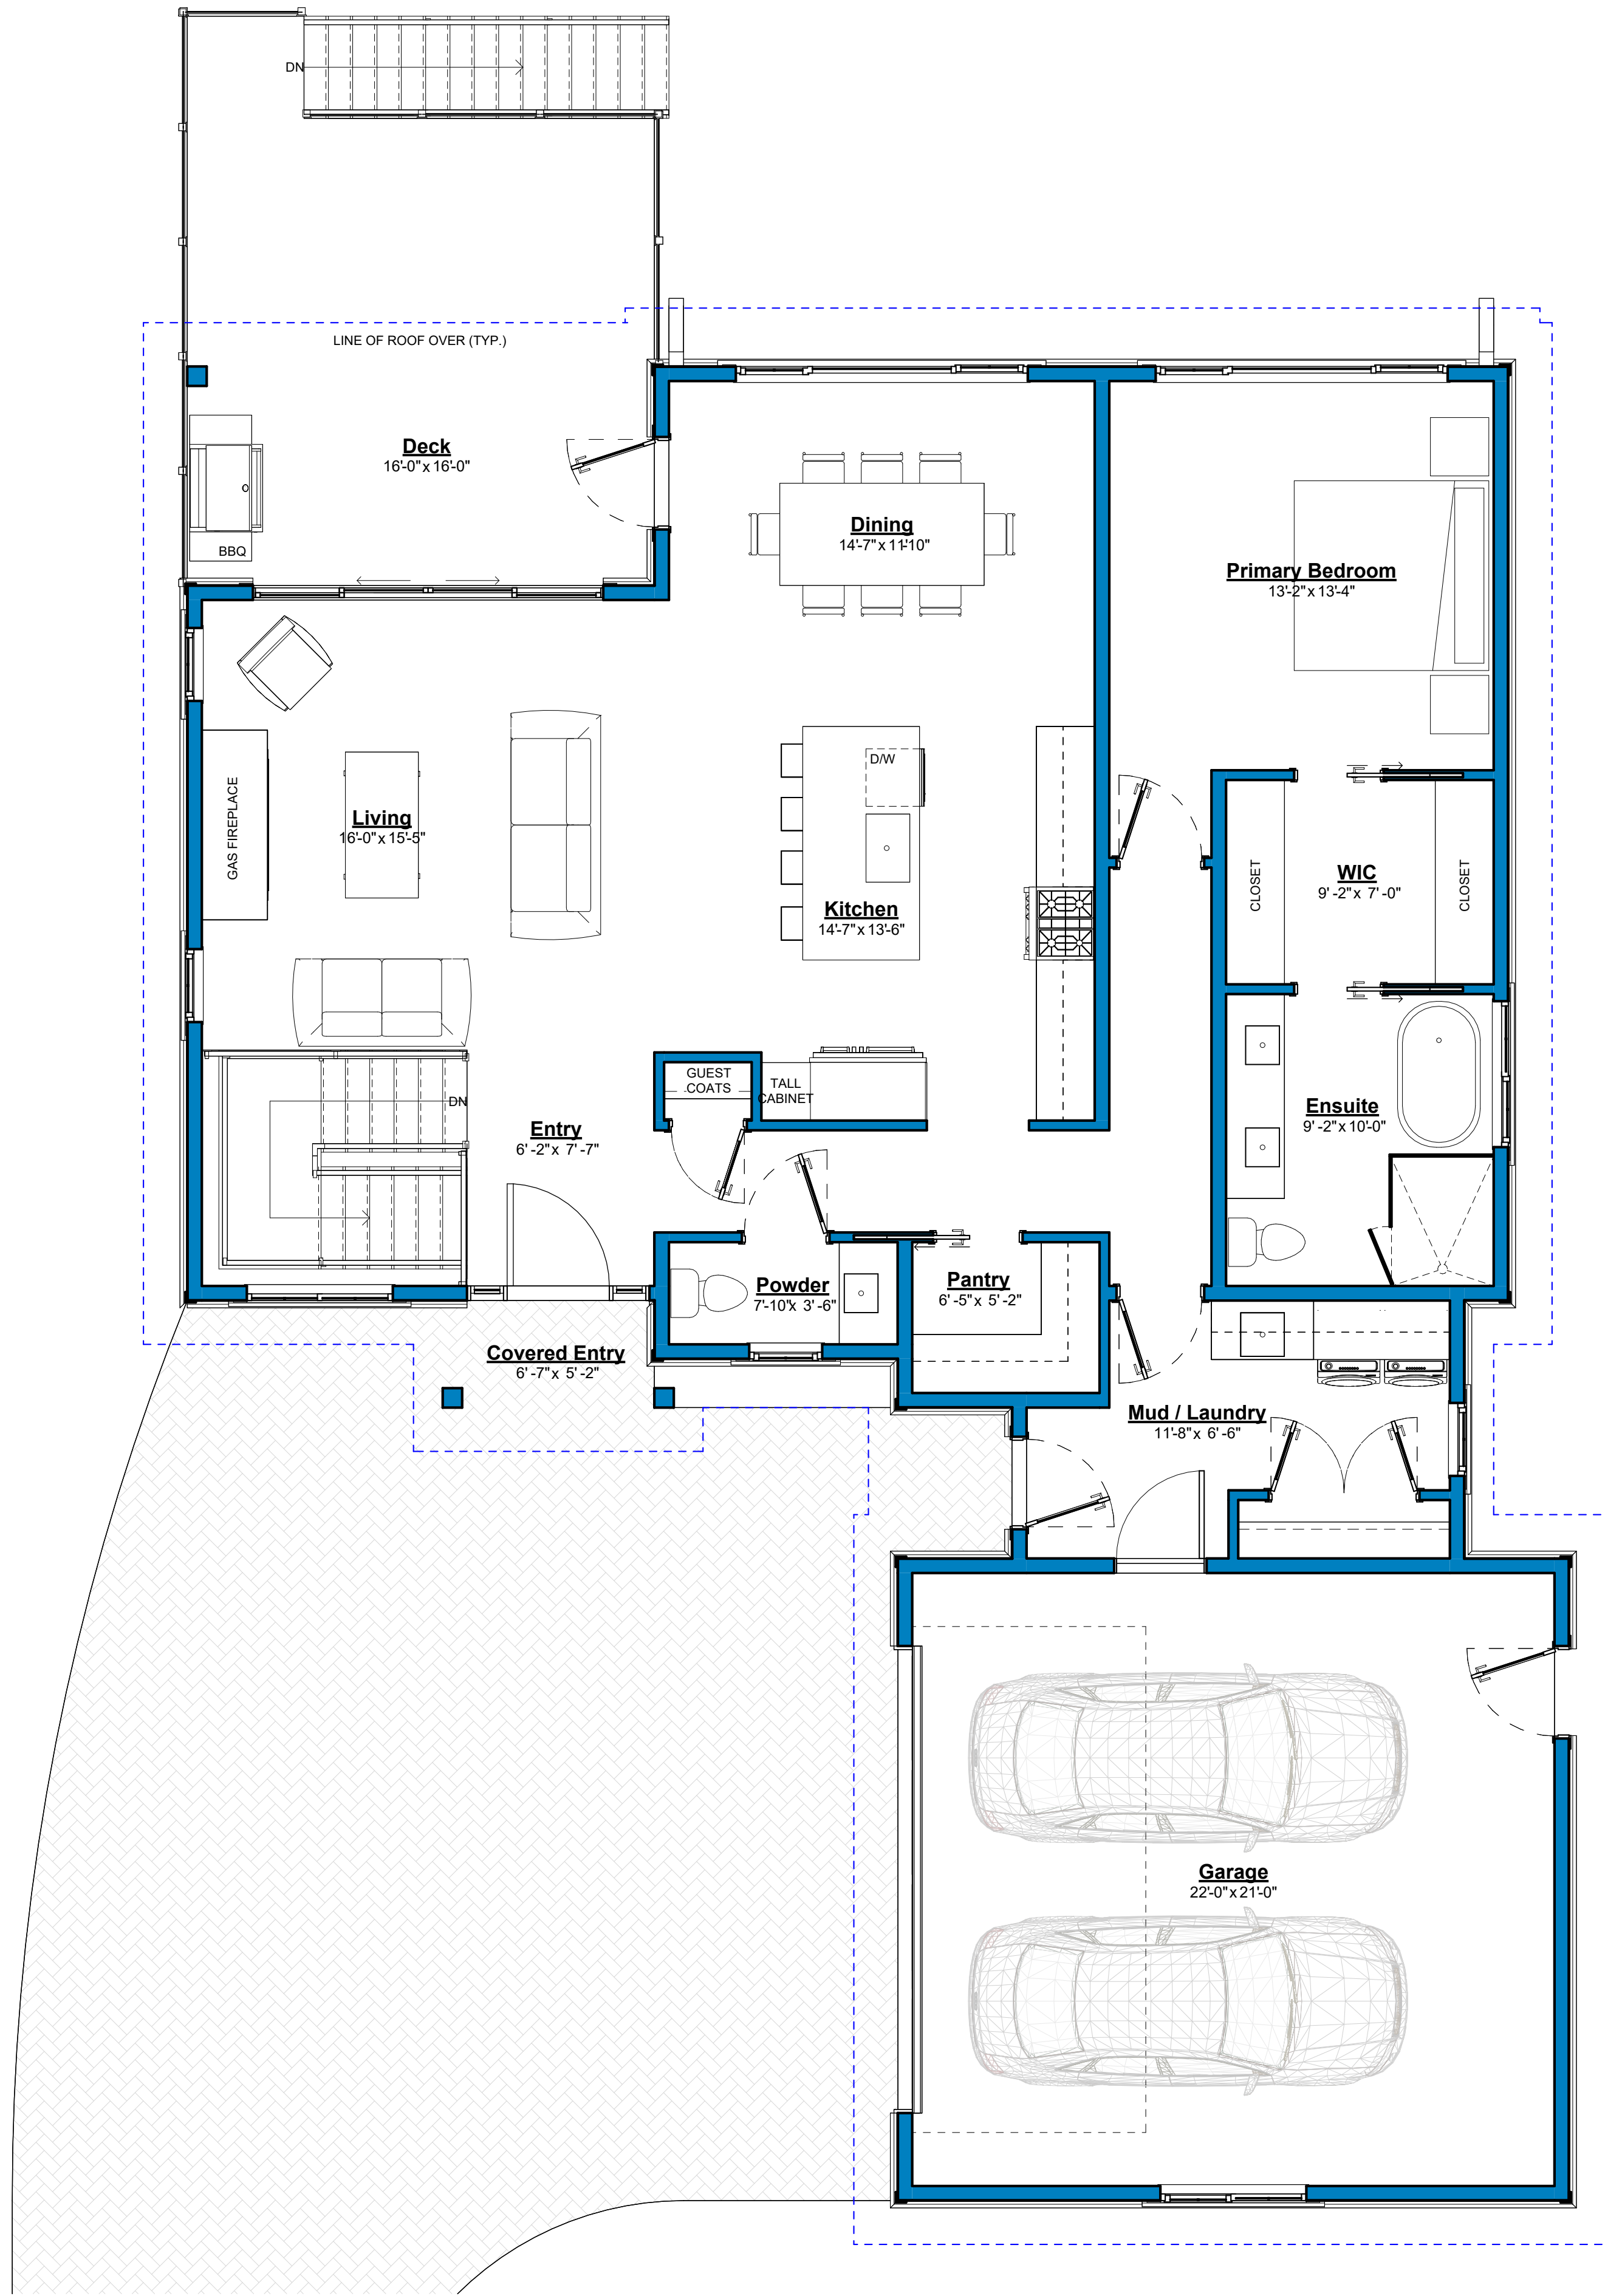 DN
LINE OF ROOF OVER (TYP.)
Deck
16'-0" x 16'-0"
BBQ
Dining
14'-7" x 11'-10"
Primary Bedroom
13'-2" x 13'-4"
GAS FIREPLACE
Living
16'-0" x 15'-5"
D/W
Kitchen
14'-7" x 13'-6"
CLOSET
WIC
9' -2" x 7' -0"
CLOSET
GUEST
COATS
TALL
CABINET
DN
Entry
6' -2" x 7' -7"
Ensuite
9' -2" x 10'-0"
Powder
7'-10" x 3' -6"
Pantry
6' -5" x 5' -2"
Covered Entry
6' -7" x 5' -2"
Mud / Laundry
11'-8" x 6' -6"
Garage
22'-0" x 21'-0"